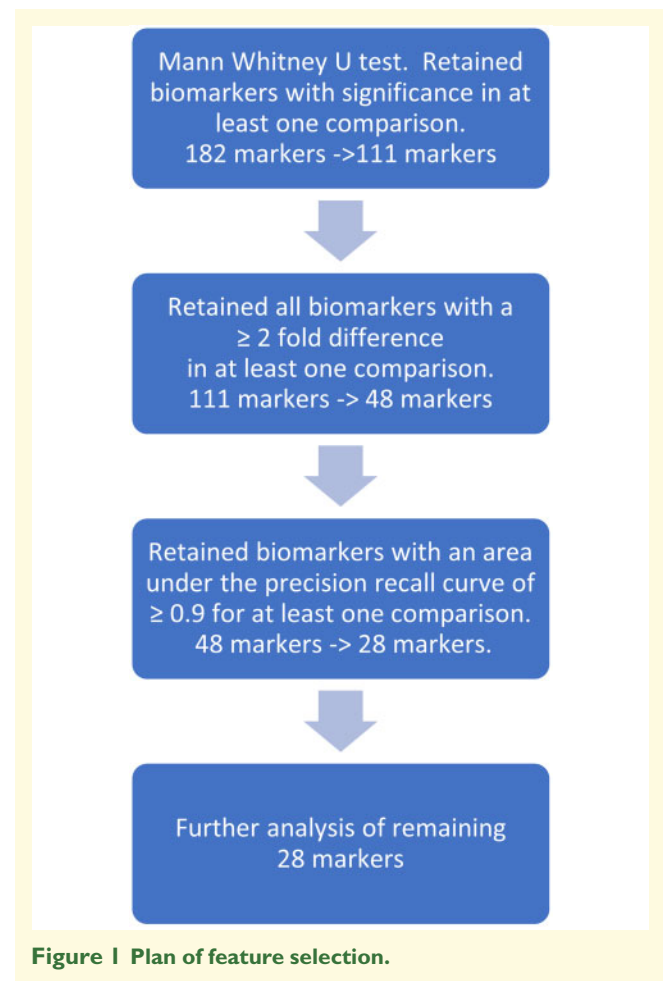 Mann Whitney U test.  Retained
biomarkers with significance in at
least one comparison.
182 markers ->111 markers
Retained all biomarkers with a
≥ 2 fold difference
in at least one comparison.
111 markers -> 48 markers
Retained biomarkers with an area
under the precision recall curve of
≥ 0.9 for at least one comparison.
48 markers -> 28 markers.
Further analysis of remaining
28 markers
Figure 1 Plan of feature selection.